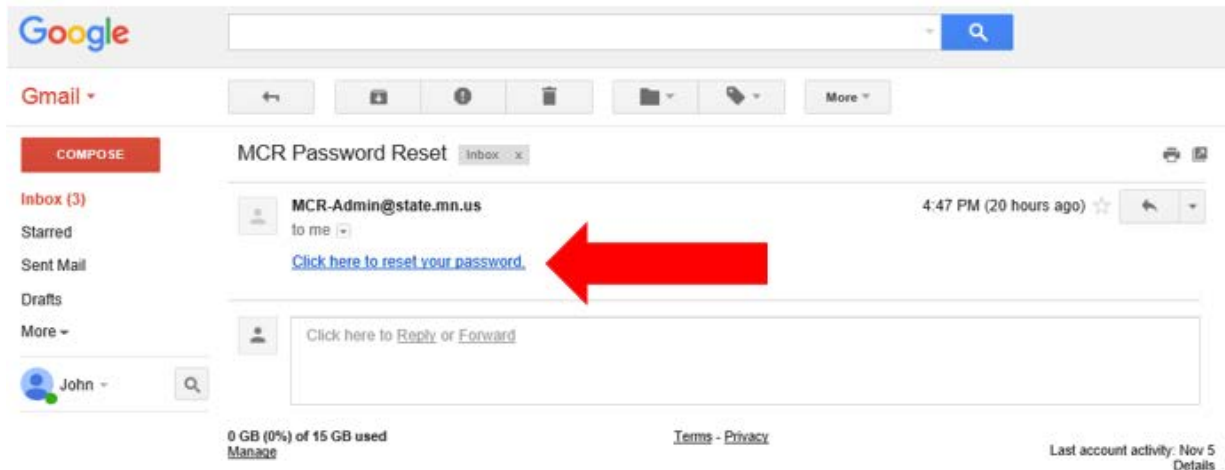 Google
Gmail
More
COMPOSE
MCR Password Reset Inbox x
Inbox (3)
MCR-Admin@state.mn.us 4:47 PM (20 hours ago)
Starred
to me
Sent Mail
Click here to reset your password.
Drafts
More
Click here to Reply or Forward
John
0 GB (0%) of 15 GB used
Terms - Privacy
Manage
Last account activity: Nov 5
Details